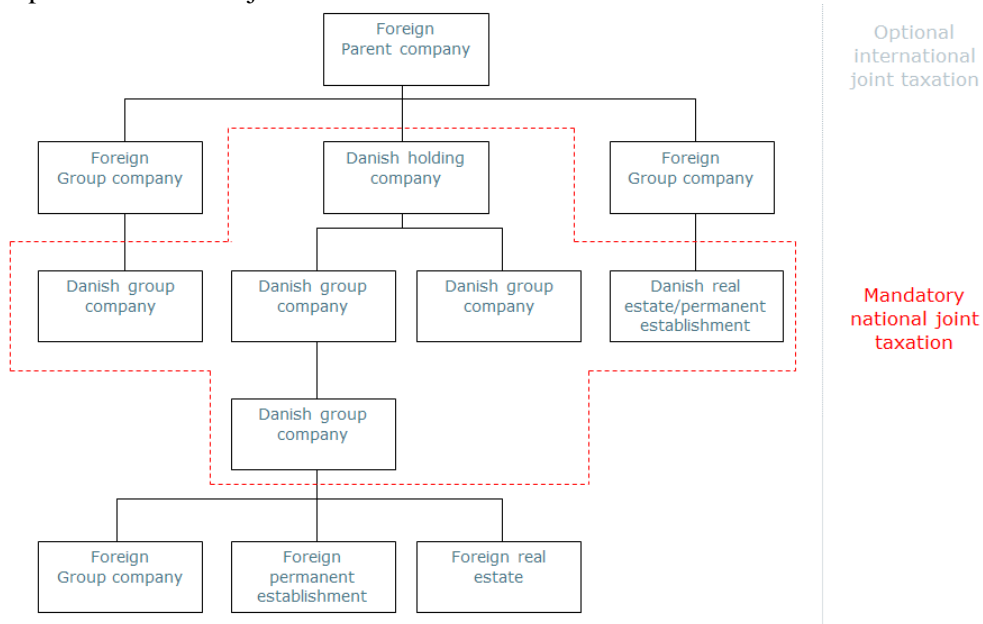 Foreign
Parent company
Optional
international
joint taxation
Foreign
Group company
Danish holding
company
Foreign
Group company
Danish group
company
Danish group
company
Danish group
company
Danish real
estate/permanent
establishment
Mandatory
national joint
taxation
Danish group
company
Foreign
Group company
Foreign
permanent
establishment
Foreign real
estate